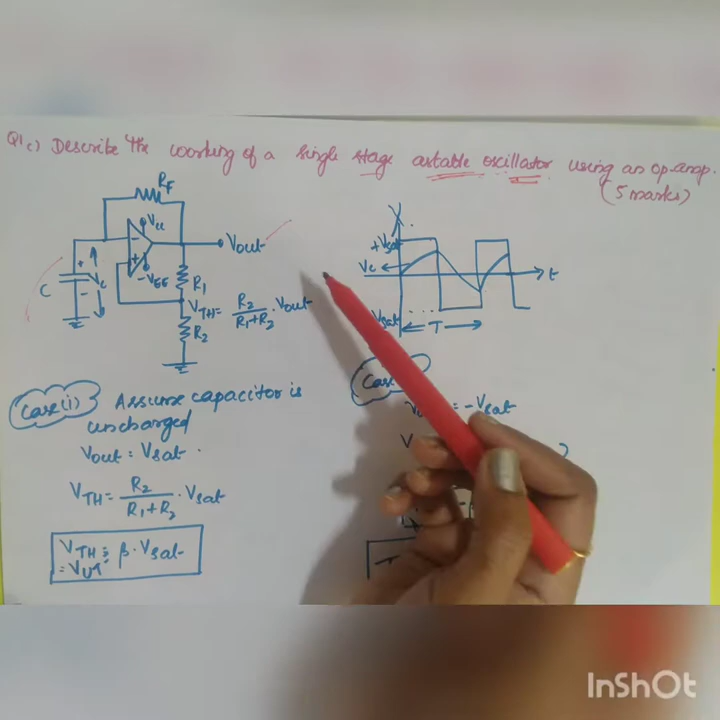 Q1c) Describe the working of a single stage astable oscillator using an op-amp.
(5 marks)
RF
+Vcc
-VEE
Vout
C
+
Vc
-
R1
VTH = R2/R1+R2 . Vout
R2
+Vsat
Vc
t
Vsat
T
Case (i) Assume capacitor is
uncharged
Vout = Vsat
VTH = R2/R1+R2 . Vsat
VTH = β . Vsat
= VUT
Case
= -Vsat